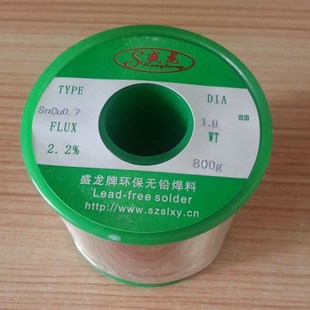 S盛龙
TYPE
DIA
SnCu0.7
1.0
mm
FLUX
WT
2.2%
800g
盛龙牌环保无铅焊料
Lead-free solder
http://www.szslxy.cn